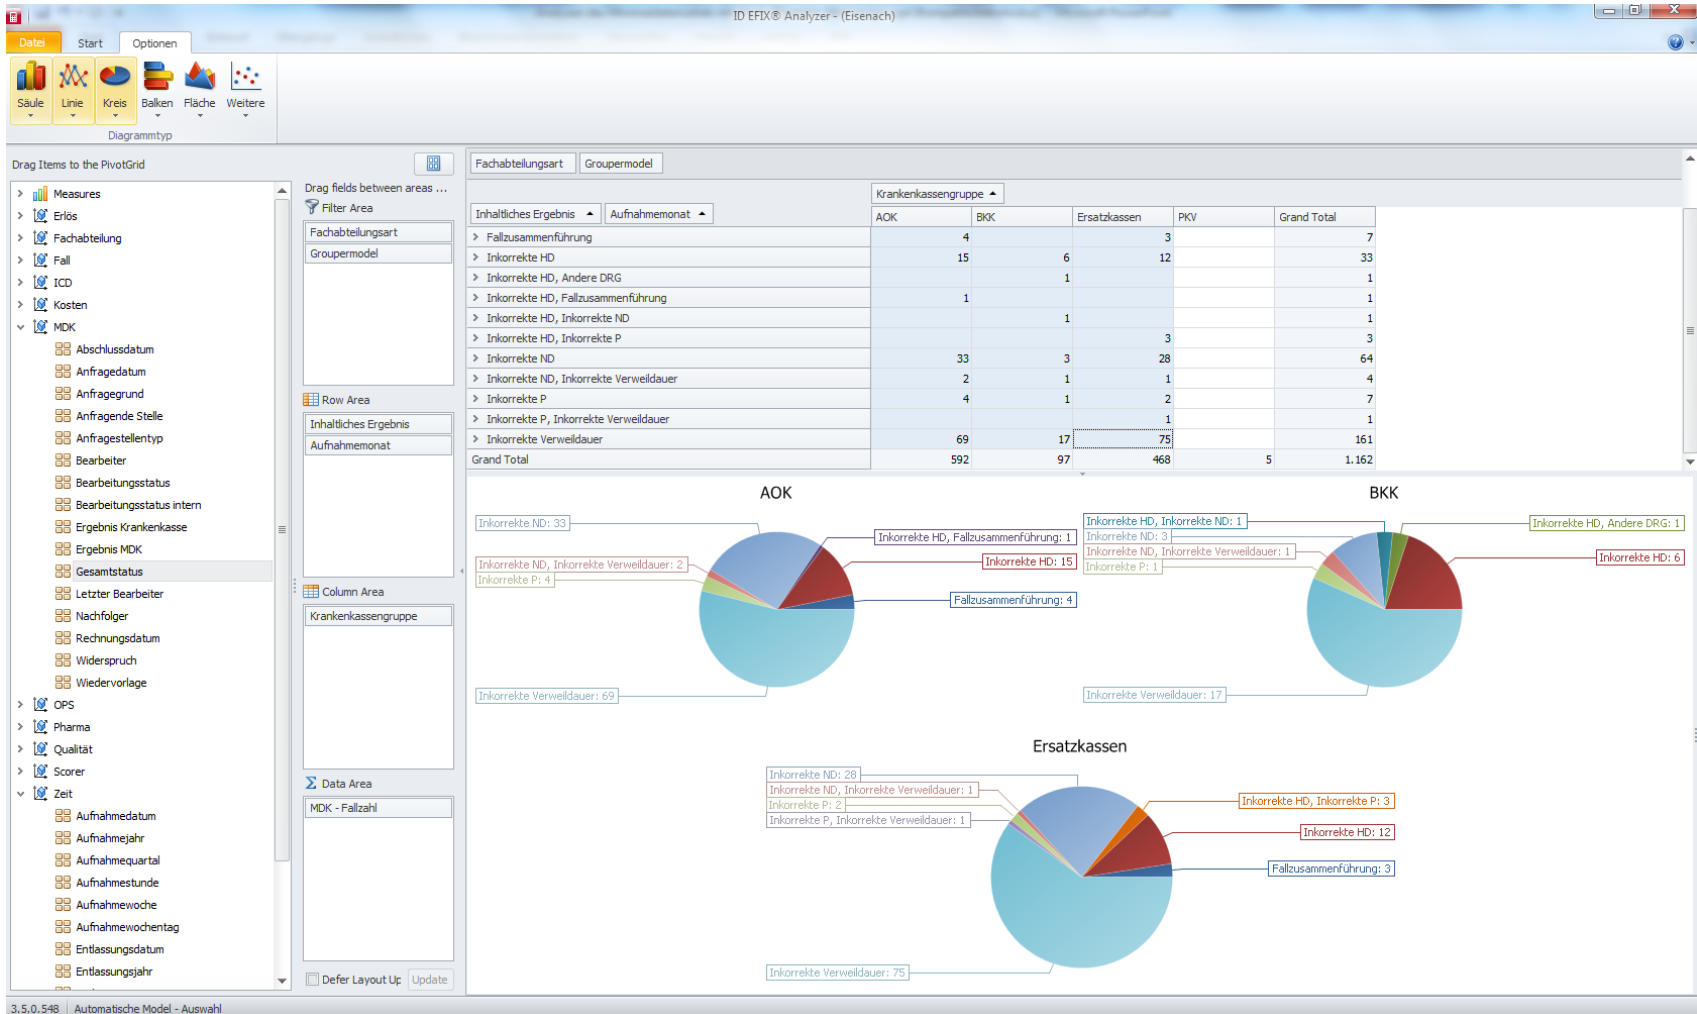 ID EFIX® Analyzer - (Eisenach)
Datei Start Optionen
Säule Linie Kreis Balken Fläche Weitere
Diagrammtyp
Drag Items to the PivotGrid
Measures
Erlös
Fachabteilung
Fall
ICD
Kosten
MDK
Abschlussdatum
Anfragedatum
Anfragegrund
Anfragende Stelle
Anfragestellentyp
Bearbeiter
Bearbeitungsstatus
Bearbeitungsstatus intern
Ergebnis Krankenkasse
Ergebnis MDK
Gesamtstatus
Letzter Bearbeiter
Nachfolger
Rechnungsdatum
Widerspruch
Wiedervorlage
OPS
Pharma
Qualität
Scorer
Zeit
Aufnahmedatum
Aufnahmejahr
Aufnahmequartal
Aufnahmestunde
Aufnahmewoche
Aufnahmewochentag
Entlassungsdatum
Entlassungsjahr
Drag fields between areas ...
Filter Area
Fachabteilungsart
Groupermodel
Row Area
Inhaltliches Ergebnis
Aufnahmemonat
Column Area
Krankenkassengruppe
Data Area
MDK - Fallzahl
Defer Layout Up Update
Fachabteilungsart Groupermodel
Krankenkassengruppe
Inhaltliches Ergebnis Aufnahmemonat
AOK BKK Ersatzkassen PKV Grand Total
Fallzusammenführung 4 3 7
Inkorrekte HD 15 6 12 33
Inkorrekte HD, Andere DRG 1 1
Inkorrekte HD, Fallzusammenführung 1 1
Inkorrekte HD, Inkorrekte ND 1 1
Inkorrekte HD, Inkorrekte P 3 3
Inkorrekte ND 33 3 28 64
Inkorrekte ND, Inkorrekte Verweildauer 2 1 1 4
Inkorrekte P 4 1 2 7
Inkorrekte P, Inkorrekte Verweildauer 1 1
Inkorrekte Verweildauer 69 17 75 161
Grand Total 592 97 468 5 1.162
AOK
Inkorrekte ND: 33
Inkorrekte HD, Fallzusammenführung: 1
Inkorrekte ND, Inkorrekte Verweildauer: 2
Inkorrekte HD: 15
Inkorrekte P: 4
Fallzusammenführung: 4
Inkorrekte Verweildauer: 69
BKK
Inkorrekte HD, Inkorrekte ND: 1
Inkorrekte HD, Andere DRG: 1
Inkorrekte ND: 3
Inkorrekte ND, Inkorrekte Verweildauer: 1
Inkorrekte HD: 6
Inkorrekte P: 1
Inkorrekte Verweildauer: 17
Ersatzkassen
Inkorrekte ND: 28
Inkorrekte ND, Inkorrekte Verweildauer: 1
Inkorrekte HD, Inkorrekte P: 3
Inkorrekte P: 2
Inkorrekte P, Inkorrekte Verweildauer: 1
Inkorrekte HD: 12
Fallzusammenführung: 3
Inkorrekte Verweildauer: 75
3.5.0.548 Automatische Model - Auswahl